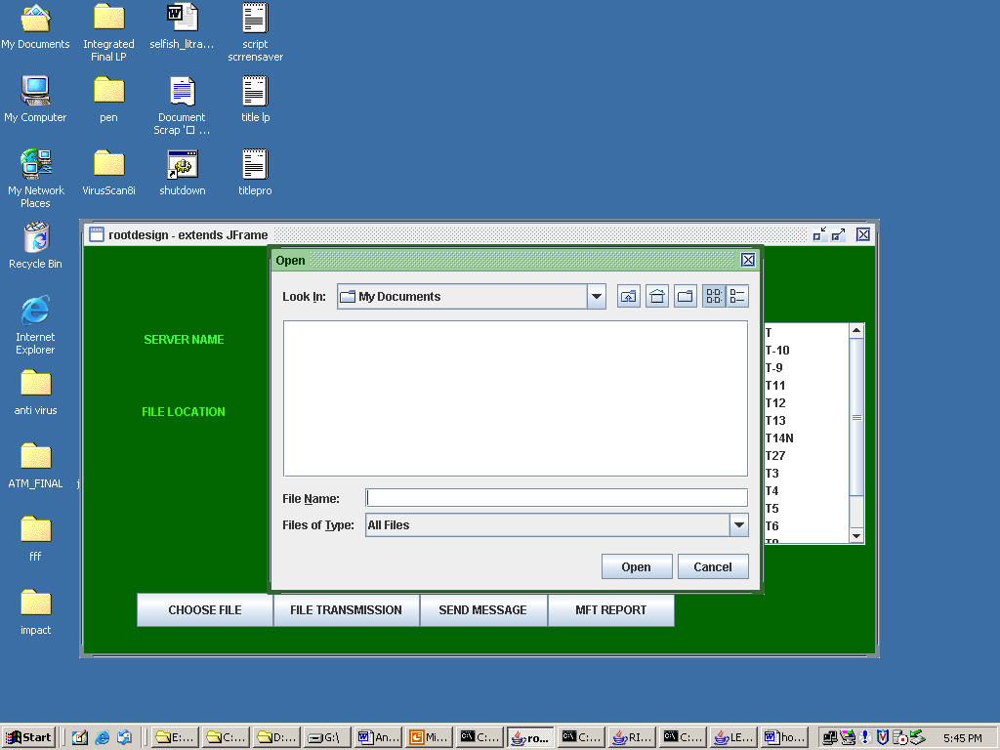 My Documents
Integrated
Final LP
selfish_litra...
script
scrrensaver
My Computer
pen
Document
Scrap '□ ...
title lp
My Network
Places
VirusScan8i
shutdown
titlepro
Recycle Bin
Internet
Explorer
anti virus
ATM_FINAL
j
fff
impact
rootdesign - extends JFrame
SERVER NAME
FILE LOCATION
Open
Look In:
My Documents
File Name:
Files of Type:
All Files
Open
Cancel
T
T-10
T-9
T11
T12
T13
T14N
T27
T3
T4
T5
T6
CHOOSE FILE
FILE TRANSMISSION
SEND MESSAGE
MFT REPORT
Start
E:...
C:...
D:...
G:\
An...
Mi...
C:...
ro...
C:...
RI...
C:...
LE...
ho...
5:45 PM